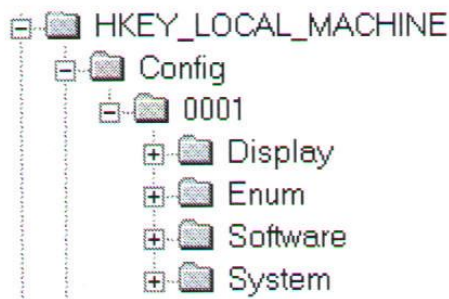 HKEY_LOCAL_MACHINE
Config
0001
Display
Enum
Software
System